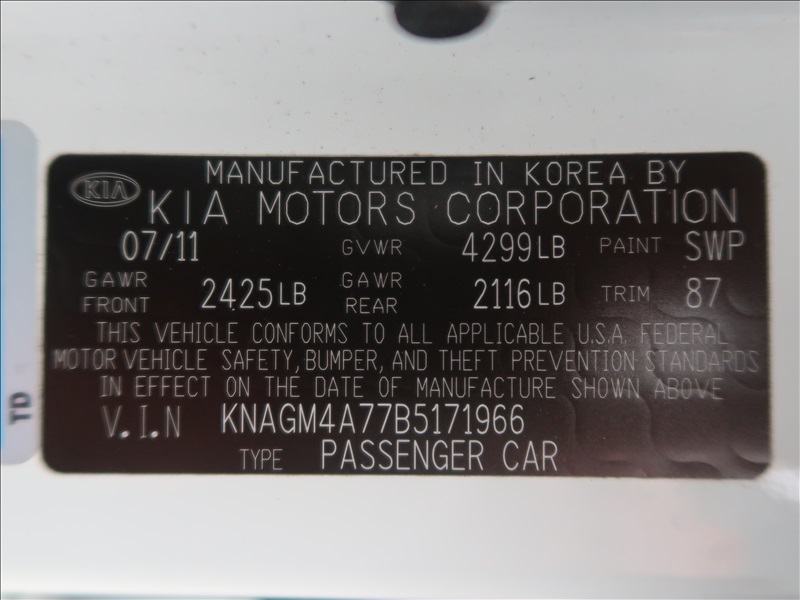 MANUFACTURED IN KOREA BY
KIA KIA MOTORS CORPORATION
07/11 GVWR 4299LB PAINT SWP
GAWR FRONT 2425LB GAWR REAR 2116LB TRIM 87
THIS VEHICLE CONFORMS TO ALL APPLICABLE U.S.A. FEDERAL
MOTOR VEHICLE SAFETY, BUMPER, AND THEFT PREVENTION STANDARDS
IN EFFECT ON THE DATE OF MANUFACTURE SHOWN ABOVE
V.I.N KNAGM4A77B5171966
TYPE PASSENGER CAR
TD